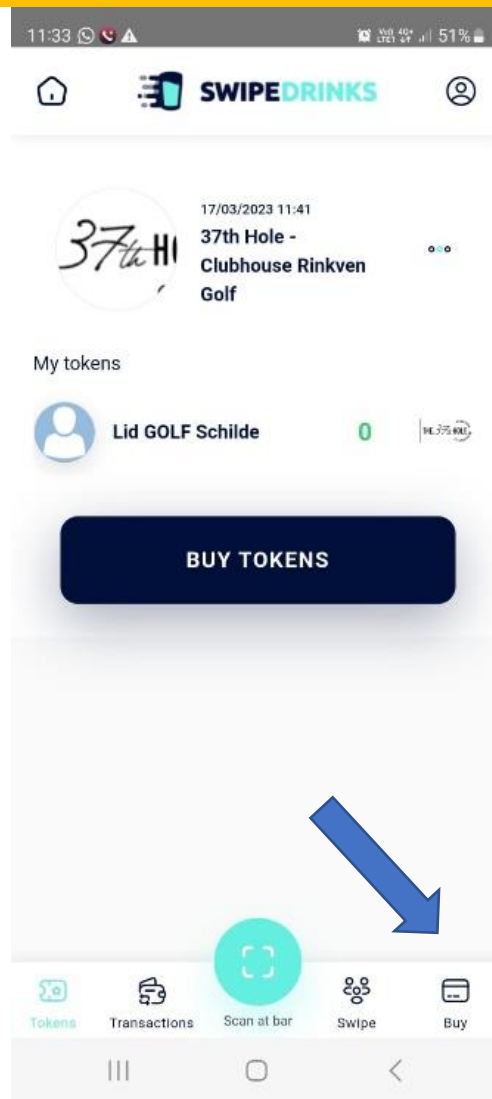 11:33 51%
SWIPEDRINKS
17/03/2023 11:41
37th Hole -
Clubhouse Rinkven
Golf
37th H
My tokens
Lid GOLF Schilde 0
BUY TOKENS
Tokens Transactions Scan at bar Swipe Buy